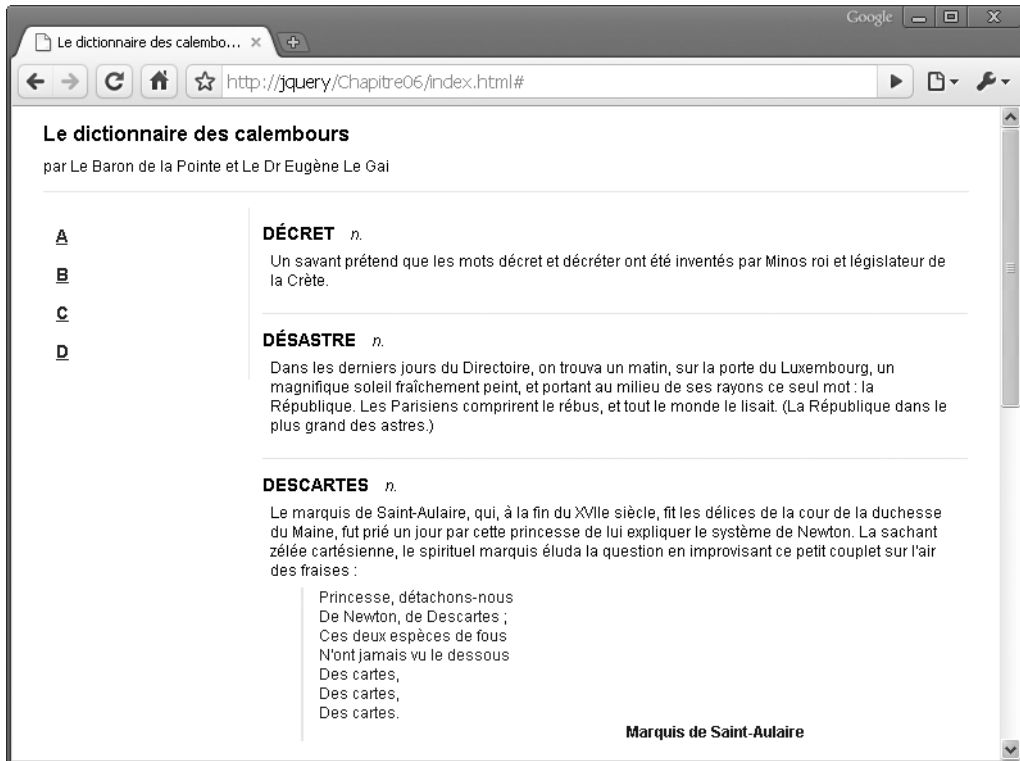 Google
Le dictionnaire des calembo...
http://jquery/Chapitre06/index.html#
Le dictionnaire des calembours
par Le Baron de la Pointe et Le Dr Eugène Le Gai
A
B
C
D
DÉCRET n.
Un savant prétend que les mots décret et décréter ont été inventés par Minos roi et législateur de
la Crète.
DÉSASTRE n.
Dans les derniers jours du Directoire, on trouva un matin, sur la porte du Luxembourg, un
magnifique soleil fraîchement peint, et portant au milieu de ses rayons ce seul mot : la
République. Les Parisiens comprirent le rébus, et tout le monde le lisait. (La République dans le
plus grand des astres.)
DESCARTES n.
Le marquis de Saint-Aulaire, qui, à la fin du XVIIe siècle, fit les délices de la cour de la duchesse
du Maine, fut prié un jour par cette princesse de lui expliquer le système de Newton. La sachant
zélée cartésienne, le spirituel marquis éluda la question en improvisant ce petit couplet sur l'air
des fraises :
Princesse, détachons-nous
De Newton, de Descartes ;
Ces deux espèces de fous
N'ont jamais vu le dessous
Des cartes,
Des cartes,
Des cartes.
Marquis de Saint-Aulaire